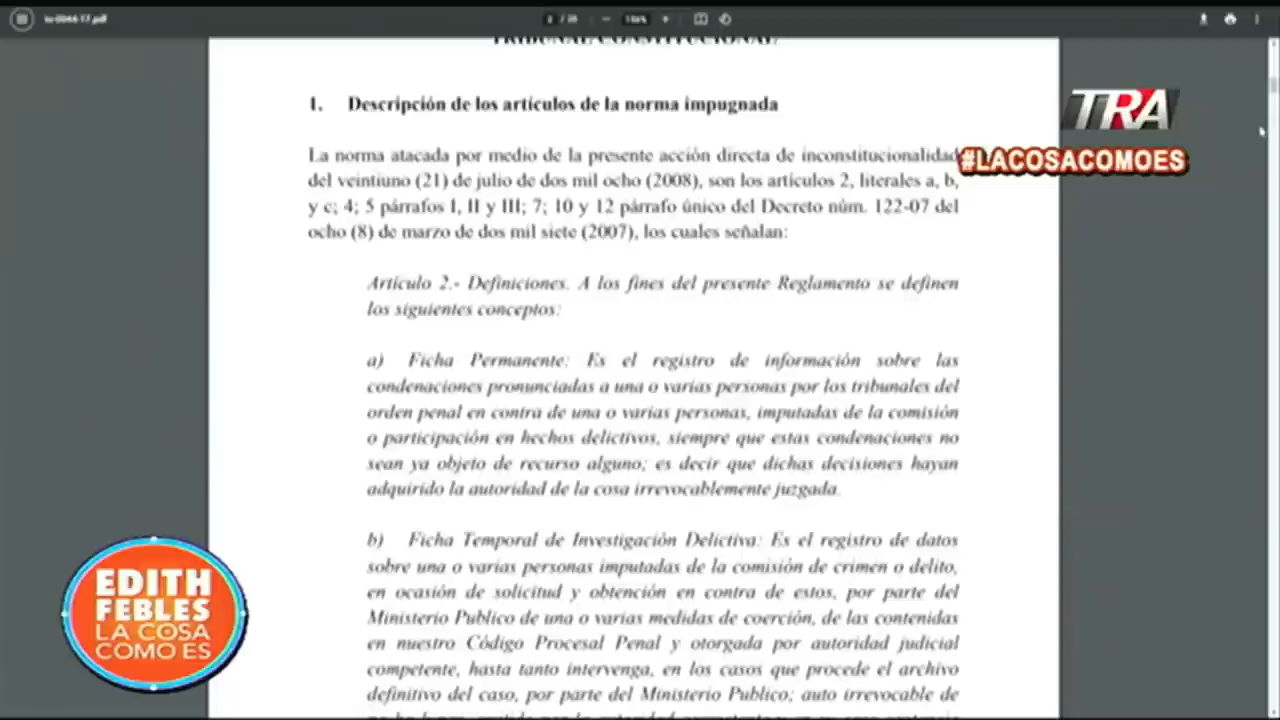 tc-0044-17.pdf
TRIBUNAL CONSTITUCIONAL
1. Descripción de los artículos de la norma impugnada
TRA
#LACOSACOMOES
La norma atacada por medio de la presente acción directa de inconstitucionalidad
del veintiuno (21) de julio de dos mil ocho (2008), son los artículos 2, literales a, b,
y c; 4; 5 párrafos I, II y III; 7; 10 y 12 párrafo único del Decreto núm. 122-07 del
ocho (8) de marzo de dos mil siete (2007), los cuales señalan:
Artículo 2.- Definiciones. A los fines del presente Reglamento se definen
los siguientes conceptos:
a) Ficha Permanente: Es el registro de información sobre las
condenaciones pronunciadas a una o varias personas por los tribunales del
orden penal en contra de una o varias personas, imputadas de la comisión
o participación en hechos delictivos, siempre que estas condenaciones no
sean ya objeto de recurso alguno; es decir que dichas decisiones hayan
adquirido la autoridad de la cosa irrevocablemente juzgada.
b) Ficha Temporal de Investigación Delictiva: Es el registro de datos
sobre una o varias personas imputadas de la comisión de crimen o delito,
en ocasión de solicitud y obtención en contra de estos, por parte del
Ministerio Publico de una o varias medidas de coerción, de las contenidas
en nuestro Código Procesal Penal y otorgada por autoridad judicial
competente, hasta tanto intervenga, en los casos que procede el archivo
definitivo del caso, por parte del Ministerio Publico; auto irrevocable de
EDITH
FEBLES
LA COSA
COMO ES